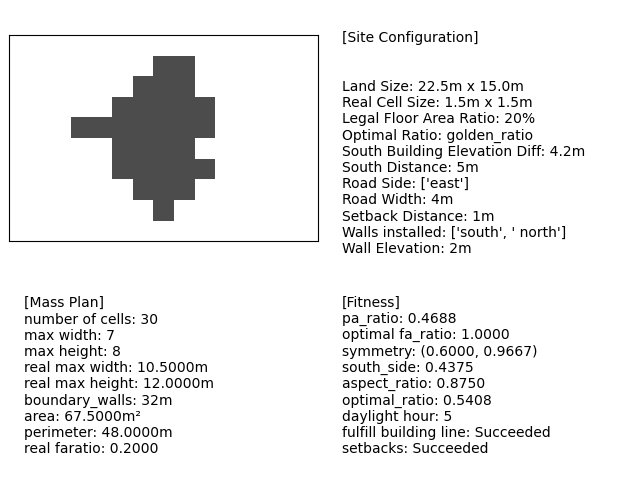 [Site Configuration]
Land Size: 22.5m x 15.0m
Real Cell Size: 1.5m x 1.5m
Legal Floor Area Ratio: 20%
Optimal Ratio: golden_ratio
South Building Elevation Diff: 4.2m
South Distance: 5m
Road Side: ['east']
Road Width: 4m
Setback Distance: 1m
Walls installed: ['south', ' north']
Wall Elevation: 2m
[Mass Plan]
number of cells: 30
max width: 7
max height: 8
real max width: 10.5000m
real max height: 12.0000m
boundary_walls: 32m
area: 67.5000m²
perimeter: 48.0000m
real faratio: 0.2000
[Fitness]
pa_ratio: 0.4688
optimal fa_ratio: 1.0000
symmetry: (0.6000, 0.9667)
south_side: 0.4375
aspect_ratio: 0.8750
optimal_ratio: 0.5408
daylight hour: 5
fulfill building line: Succeeded
setbacks: Succeeded